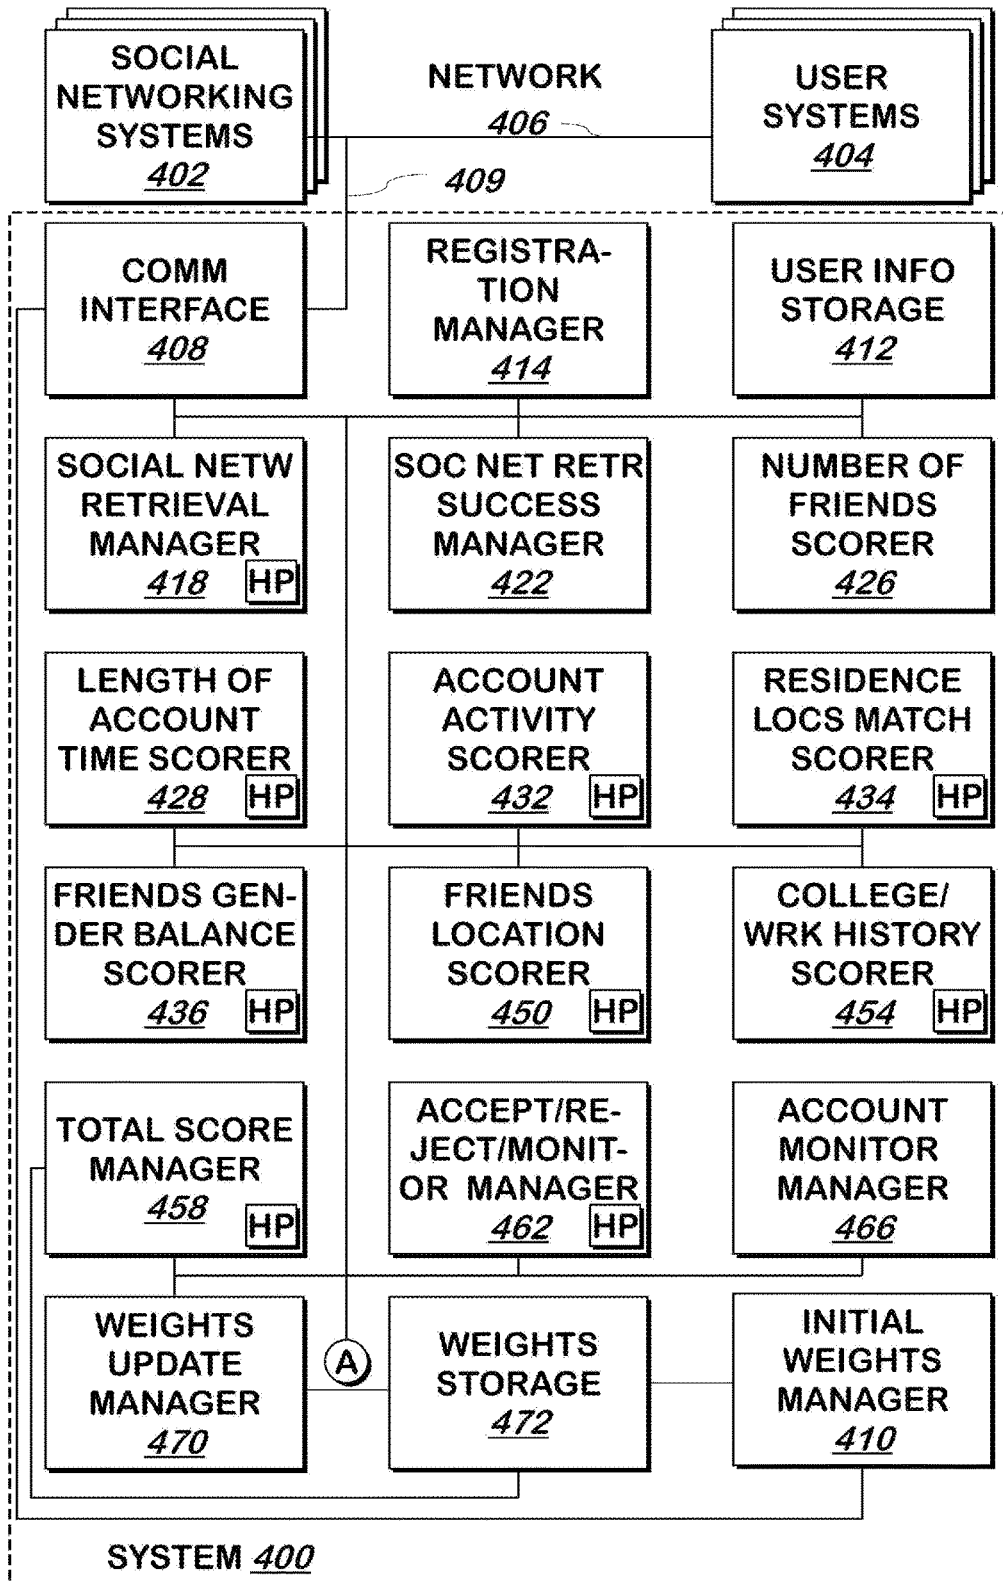 SOCIAL
NETWORKING
SYSTEMS
402
NETWORK
406
USER
SYSTEMS
404
409
COMM
INTERFACE
408
REGISTRA-
TION
MANAGER
414
USER INFO
STORAGE
412
SOCIAL NETW
RETRIEVAL
MANAGER
418
HP
SOC NET RETR
SUCCESS
MANAGER
422
NUMBER OF
FRIENDS
SCORER
426
LENGTH OF
ACCOUNT
TIME SCORER
428
HP
ACCOUNT
ACTIVITY
SCORER
432
HP
RESIDENCE
LOCS MATCH
SCORER
434
HP
FRIENDS GEN-
DER BALANCE
SCORER
436
HP
FRIENDS
LOCATION
SCORER
450
HP
COLLEGE/
WRK HISTORY
SCORER
454
HP
TOTAL SCORE
MANAGER
458
HP
ACCEPT/RE-
JECT/MONIT-
OR MANAGER
462
HP
ACCOUNT
MONITOR
MANAGER
466
WEIGHTS
UPDATE
MANAGER
470
A
WEIGHTS
STORAGE
472
INITIAL
WEIGHTS
MANAGER
410
SYSTEM 400